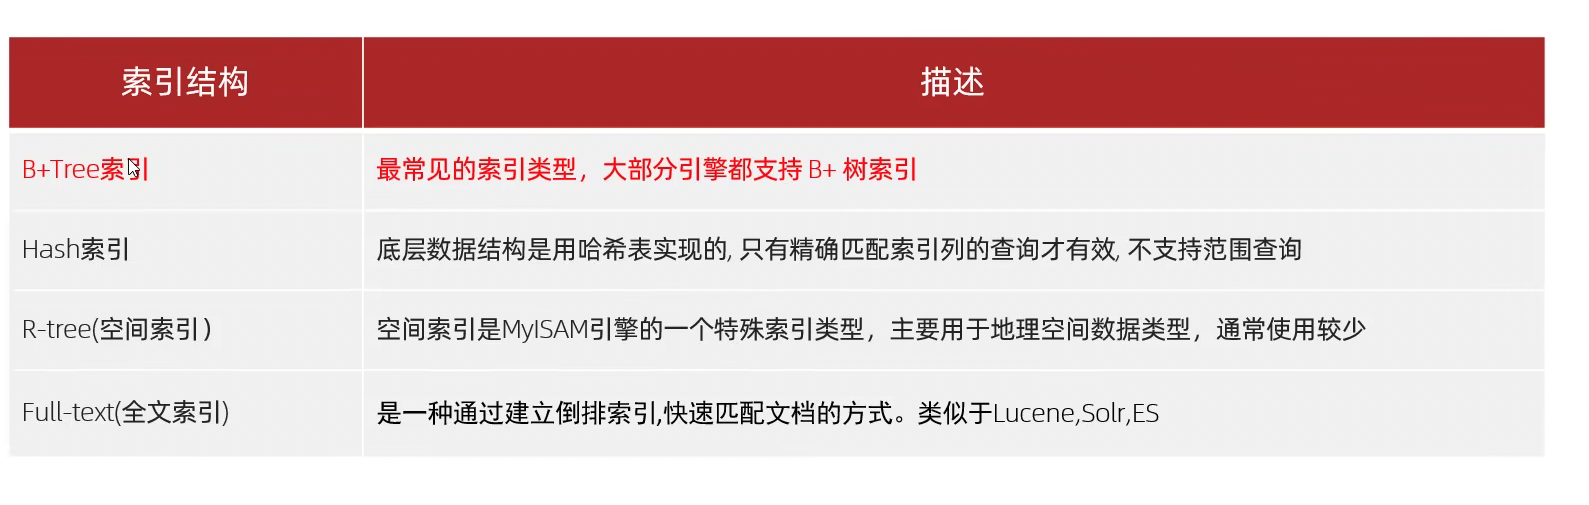 索引结构
描述
B+Tree索引
最常见的索引类型，大部分引擎都支持 B+ 树索引
Hash索引
底层数据结构是用哈希表实现的, 只有精确匹配索引列的查询才有效, 不支持范围查询
R-tree(空间索引）
空间索引是MyISAM引擎的一个特殊索引类型，主要用于地理空间数据类型，通常使用较少
Full-text(全文索引)
是一种通过建立倒排索引,快速匹配文档的方式。类似于Lucene,Solr,ES